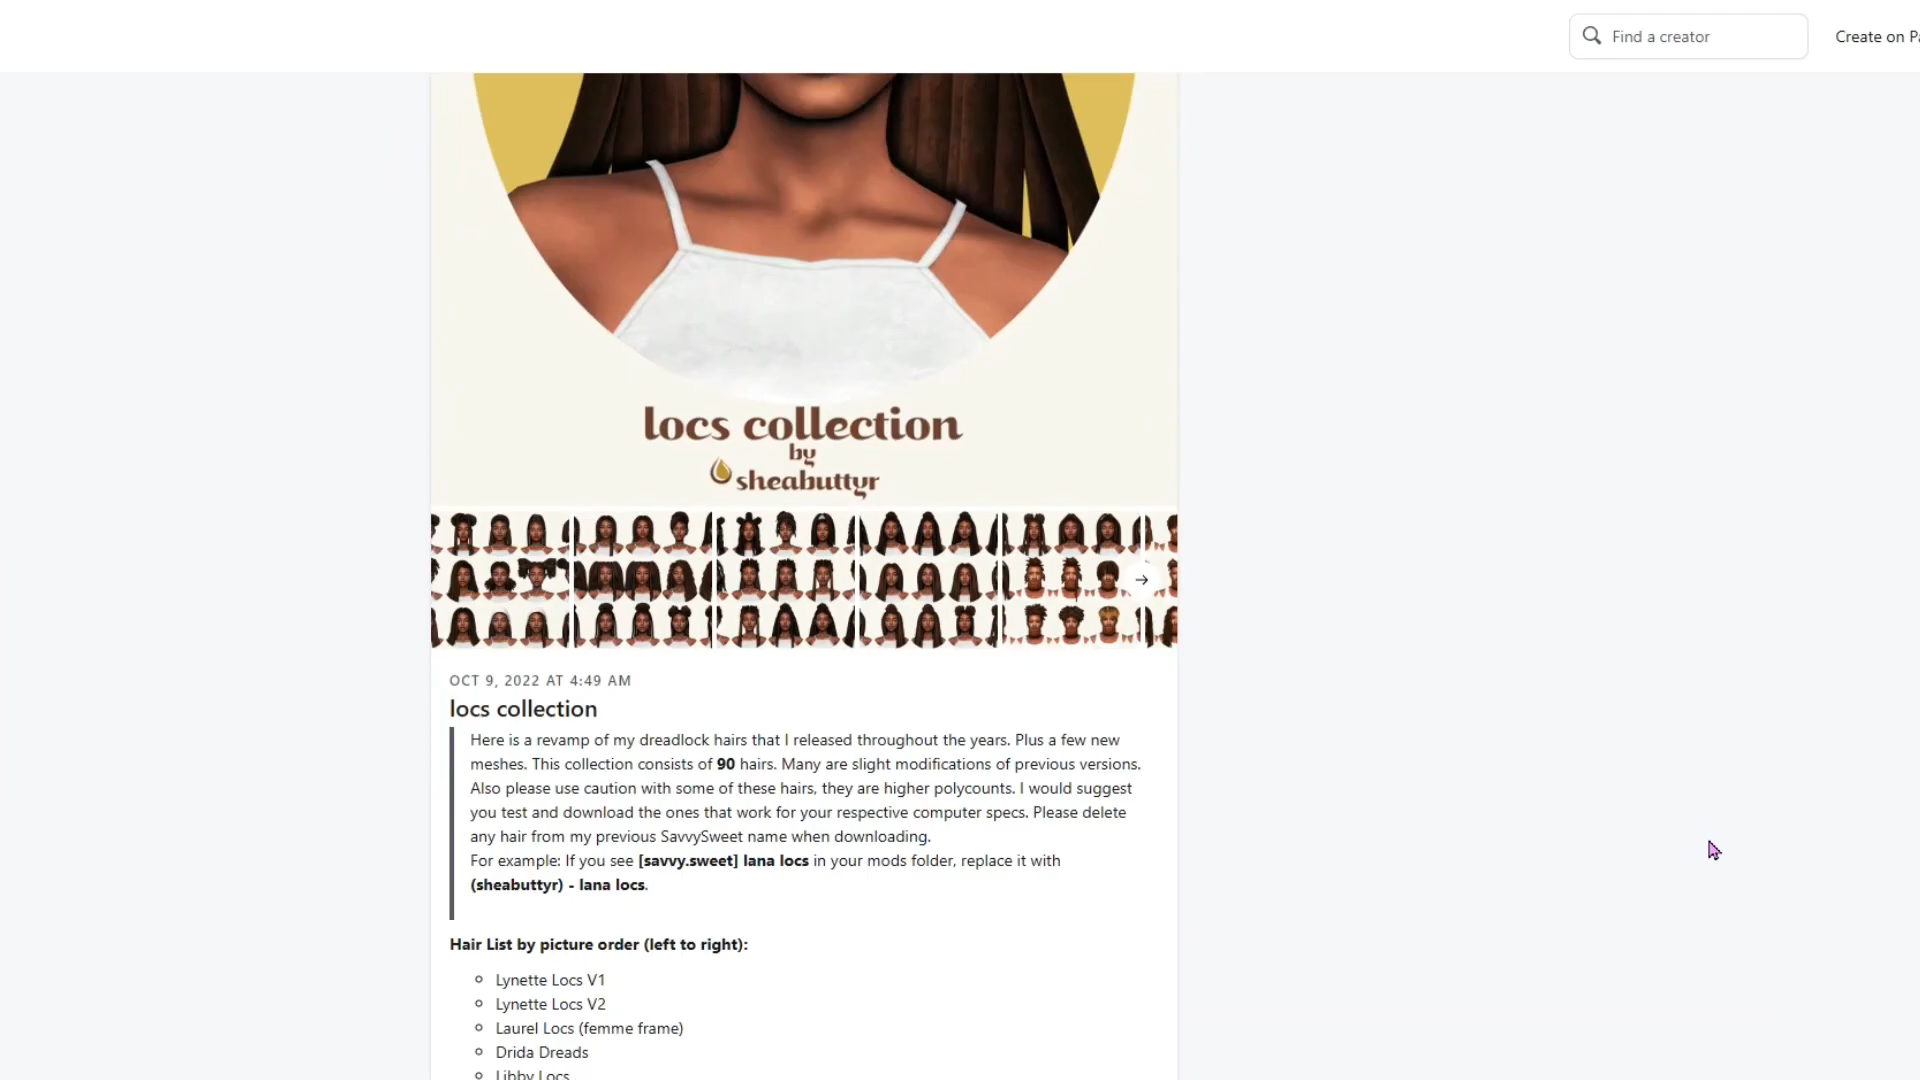 Find a creator
Create on Pa
locs collection
by
sheabuttyr
OCT 9, 2022 AT 4:49 AM
locs collection
Here is a revamp of my dreadlock hairs that I released throughout the years. Plus a few new
meshes. This collection consists of 90 hairs. Many are slight modifications of previous versions.
Also please use caution with some of these hairs, they are higher polycounts. I would suggest
you test and download the ones that work for your respective computer specs. Please delete
any hair from my previous SavvySweet name when downloading.
For example: If you see [savvy.sweet] lana locs in your mods folder, replace it with
(sheabuttyr) - lana locs.
Hair List by picture order (left to right):
Lynette Locs V1
Lynette Locs V2
Laurel Locs (femme frame)
Drida Dreads
Libby Locs